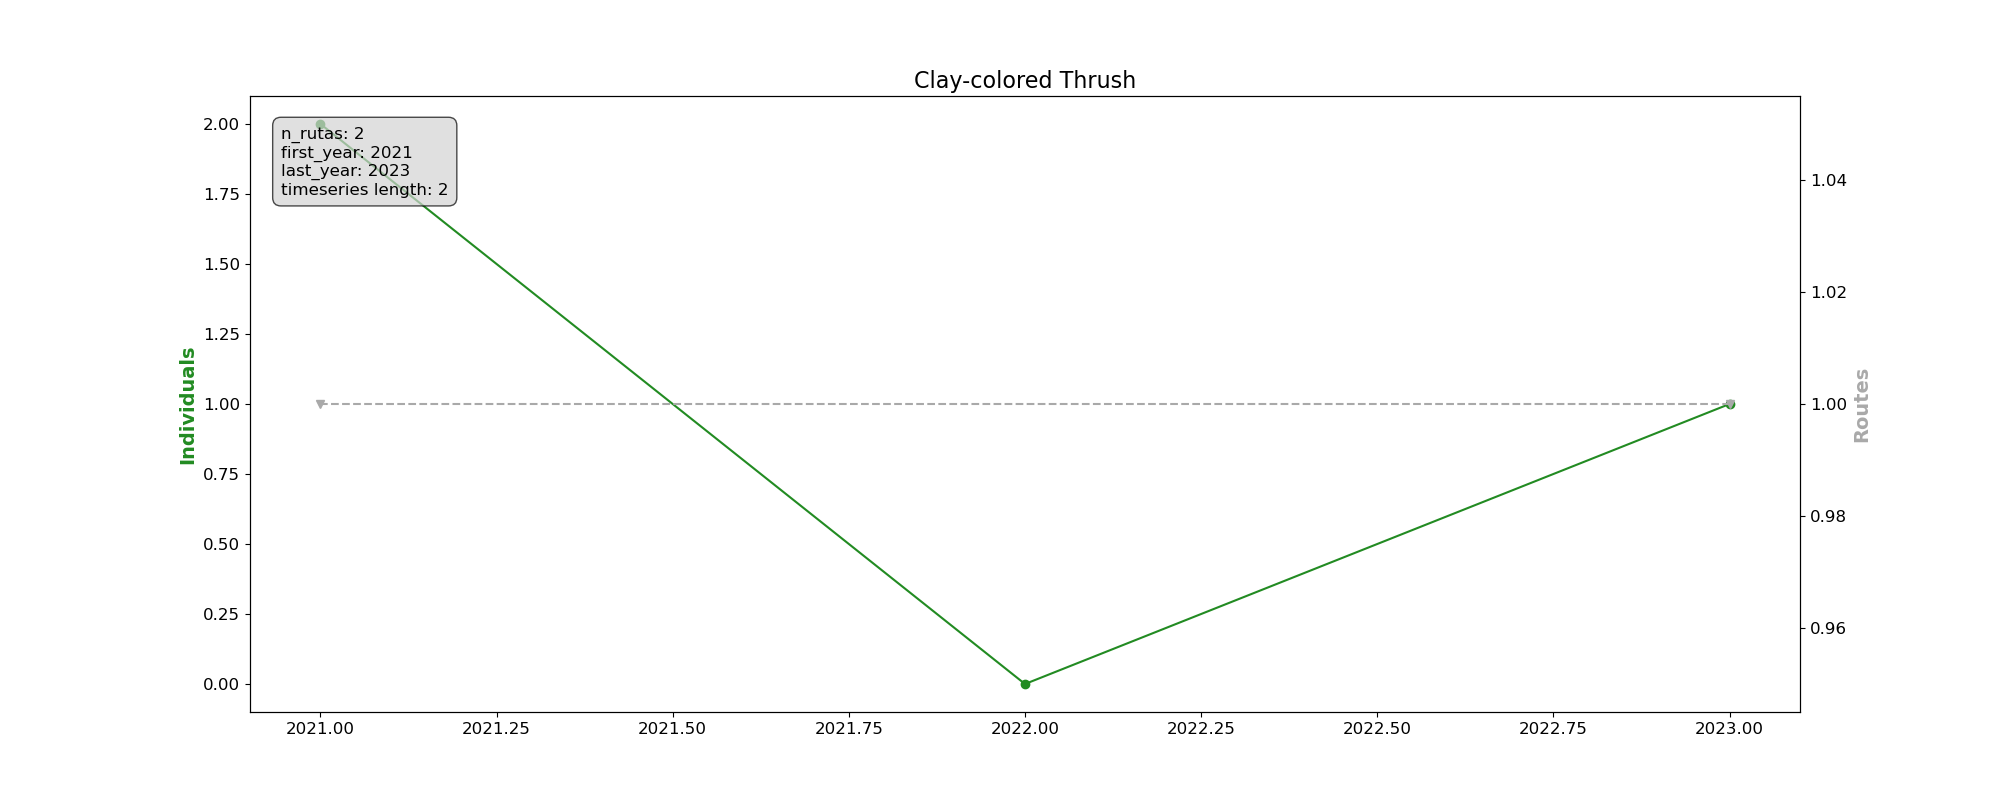 Clay-colored Thrush
n_rutas: 2
first_year: 2021
last_year: 2023
timeseries length: 2
Individuals
2.00
1.75
1.50
1.25
1.00
0.75
0.50
0.25
0.00
1.04
1.02
1.00
0.98
0.96
Routes
2021.00 2021.25 2021.50 2021.75 2022.00 2022.25 2022.50 2022.75 2023.00